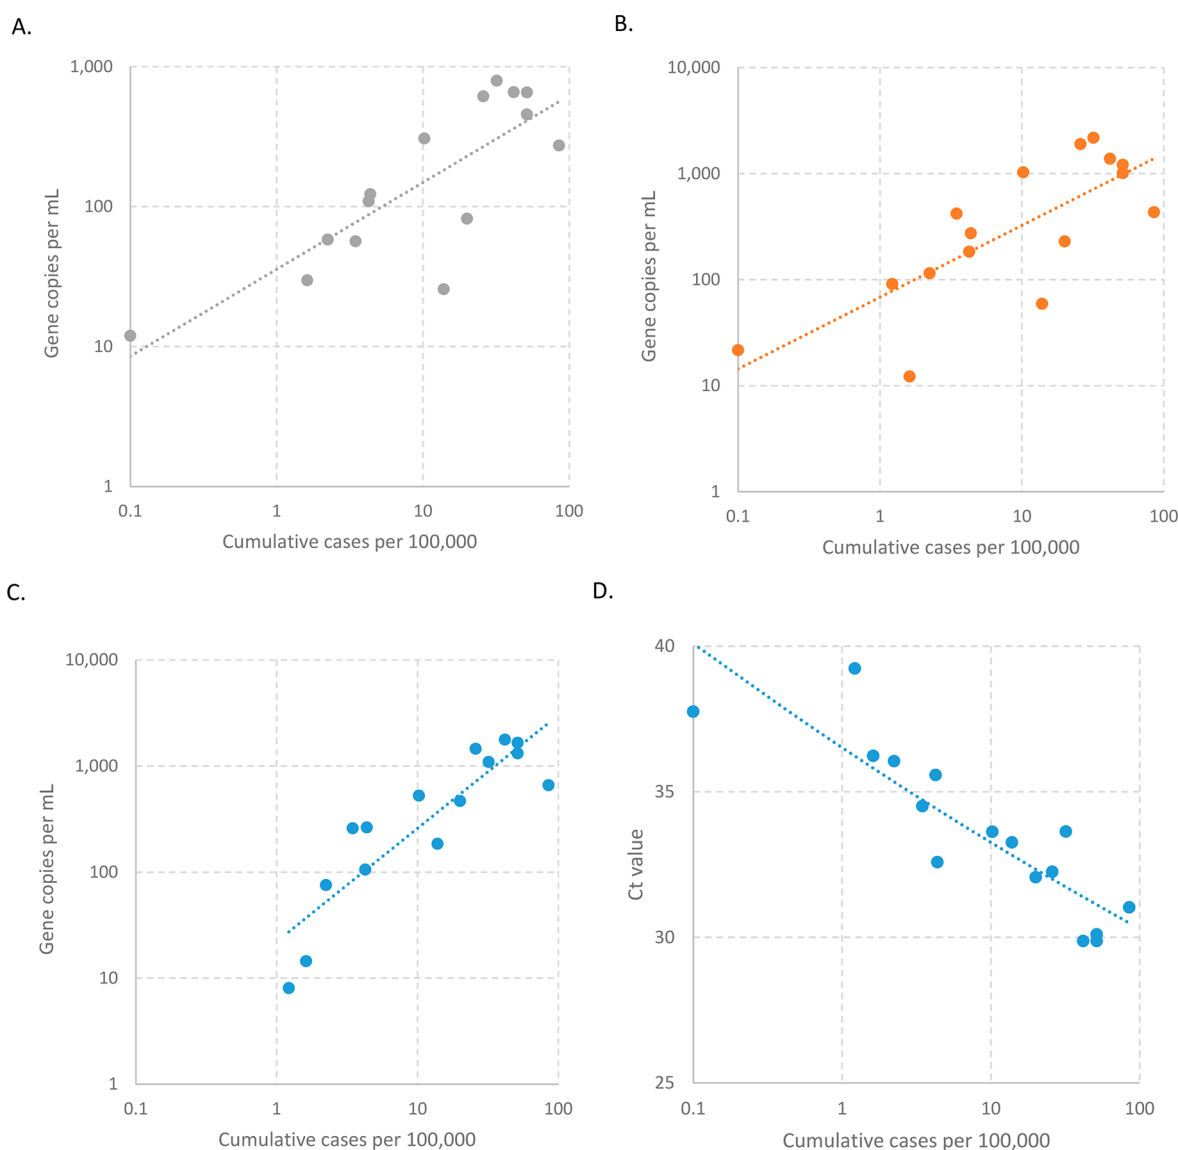 A.
1,000
100
10
1
0.1 1 10 100
Gene copies per mL
Cumulative cases per 100,000
B.
10,000
1,000
100
10
1
0.1 1 10 100
Gene copies per mL
Cumulative cases per 100,000
C.
10,000
1,000
100
10
1
0.1 1 10 100
Gene copies per mL
Cumulative cases per 100,000
D.
40
35
30
25
0.1 1 10 100
Ct value
Cumulative cases per 100,000